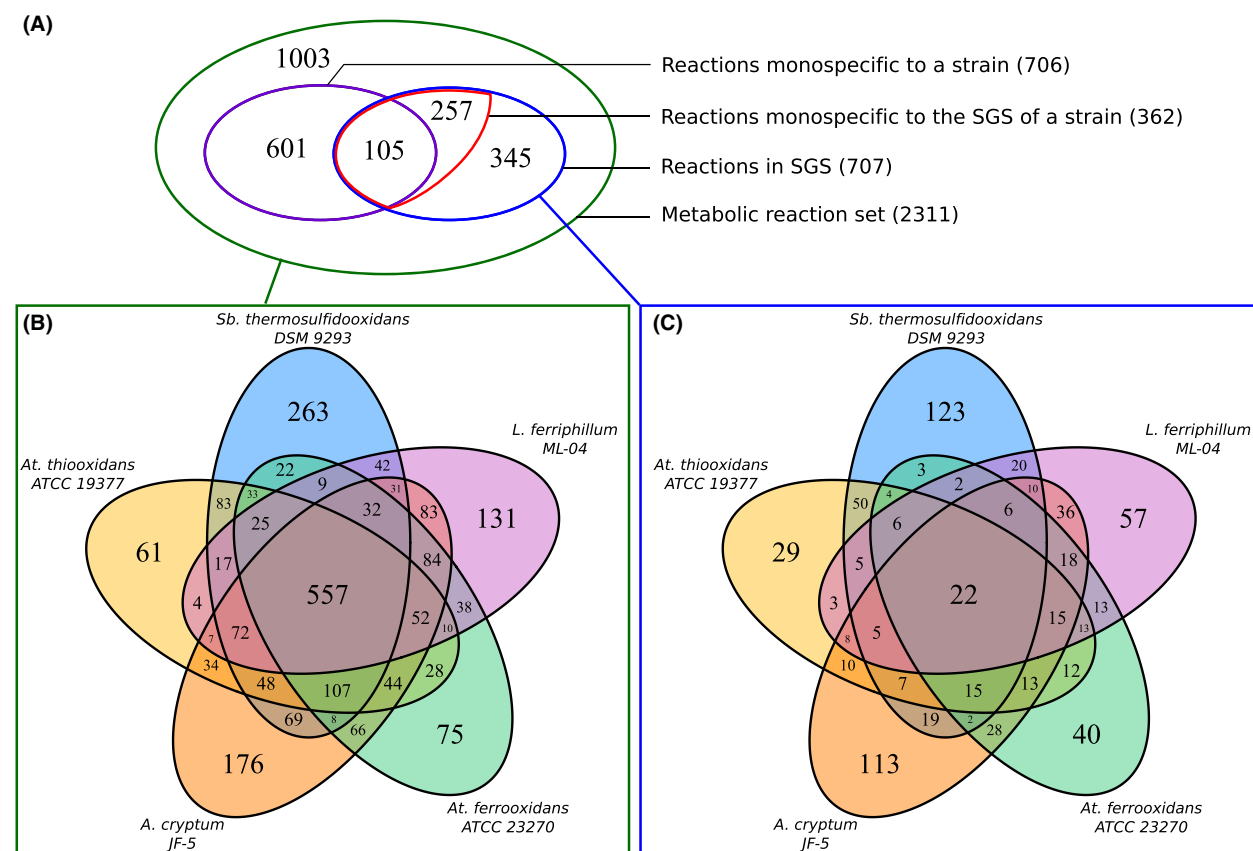 (A)
1003
601
105
257
345
Reactions monospecific to a strain (706)
Reactions monospecific to the SGS of a strain (362)
Reactions in SGS (707)
Metabolic reaction set (2311)
(B)
Sb. thermosulfidooxidans
DSM 9293
L. ferriphillum
ML-04
At. thiooxidans
ATCC 19377
263
22
42
9
31
33
83
25
32
83
131
61
17
84
557
4
38
52
10
7
72
34
28
48
107
44
69
8
66
75
176
At. ferrooxidans
ATCC 23270
A. cryptum
JF-5
(C)
Sb. thermosulfidooxidans
DSM 9293
L. ferriphillum
ML-04
At. thiooxidans
ATCC 19377
123
3
20
2
10
4
50
6
6
36
57
29
5
18
22
3
13
15
13
8
5
10
12
7
15
13
19
2
28
40
113
At. ferrooxidans
ATCC 23270
A. cryptum
JF-5